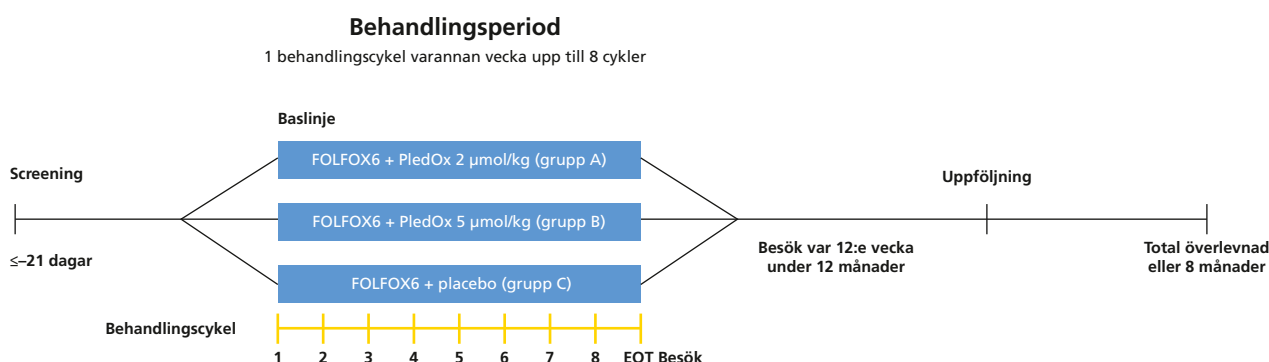 Behandlingsperiod
1 behandlingscykel varannan vecka upp till 8 cykler
Baslinje
FOLFOX6 + PledOx 2 µmol/kg (grupp A)
Screening
Uppföljning
FOLFOX6 + PledOx 5 µmol/kg (grupp B)
≤–21 dagar
Besök var 12:e vecka
under 12 månader
Total överlevnad
eller 8 månader
FOLFOX6 + placebo (grupp C)
Behandlingscykel
1 2 3 4 5 6 7 8 EOT Besök